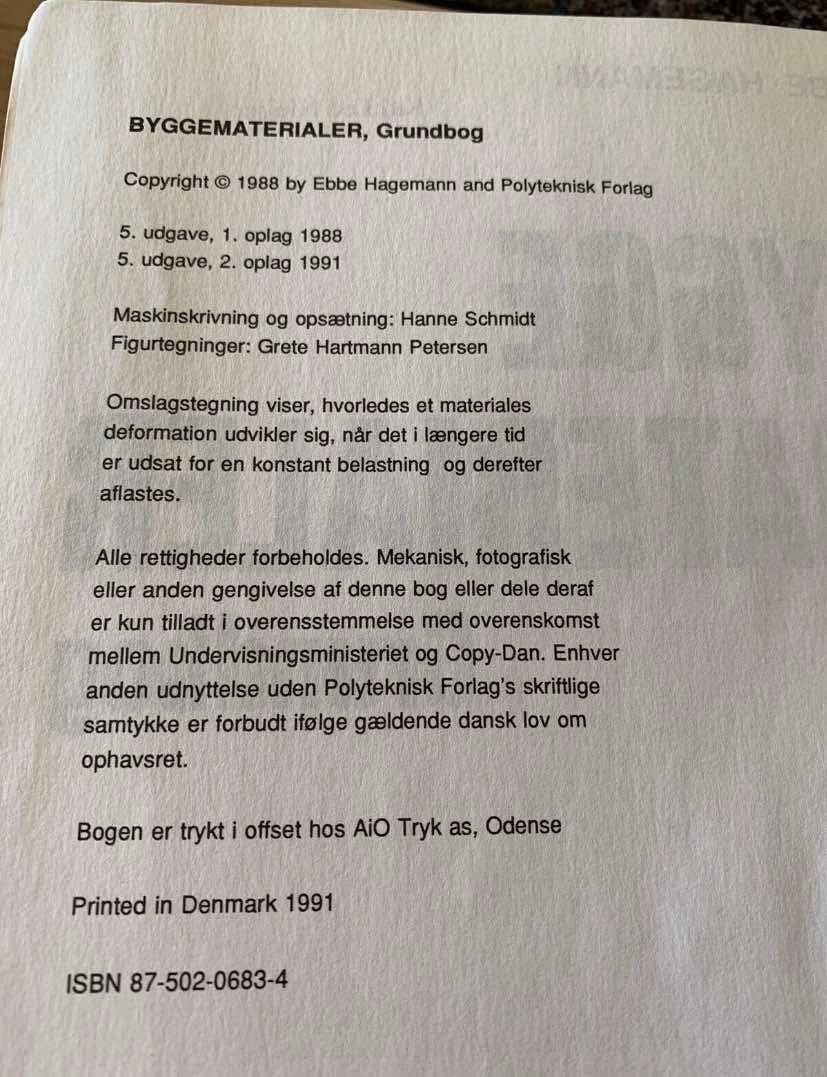 BYGGEMATERIALER, Grundbog
Copyright © 1988 by Ebbe Hagemann and Polyteknisk Forlag
5. udgave, 1. oplag 1988
5. udgave, 2. oplag 1991
Maskinskrivning og opsætning: Hanne Schmidt
Figurtegninger: Grete Hartmann Petersen
Omslagstegning viser, hvorledes et materiales
deformation udvikler sig, når det i længere tid
er udsat for en konstant belastning og derefter
aflastes.
Alle rettigheder forbeholdes. Mekanisk, fotografisk
eller anden gengivelse af denne bog eller dele deraf
er kun tilladt i overensstemmelse med overenskomst
mellem Undervisningsministeriet og Copy-Dan. Enhver
anden udnyttelse uden Polyteknisk Forlag's skriftlige
samtykke er forbudt ifølge gældende dansk lov om
ophavsret.
Bogen er trykt i offset hos AiO Tryk as, Odense
Printed in Denmark 1991
ISBN 87-502-0683-4